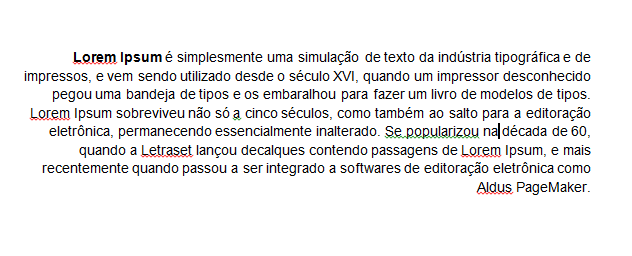 Lorem Ipsum é simplesmente uma simulação de texto da indústria tipográfica e de
impressos, e vem sendo utilizado desde o século XVI, quando um impressor desconhecido
pegou uma bandeja de tipos e os embaralhou para fazer um livro de modelos de tipos.
Lorem Ipsum sobreviveu não só a cinco séculos, como também ao salto para a editoração
eletrônica, permanecendo essencialmente inalterado. Se popularizou na década de 60,
quando a Letraset lançou decalques contendo passagens de Lorem Ipsum, e mais
recentemente quando passou a ser integrado a softwares de editoração eletrônica como
Aldus PageMaker.